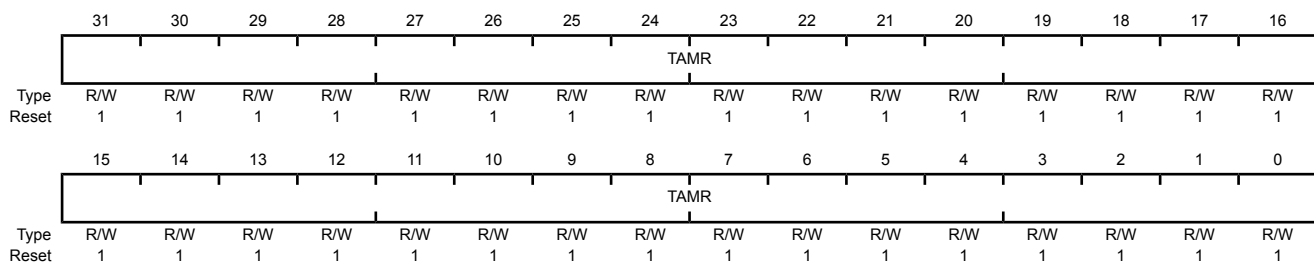 31 30 29 28 27 26 25 24 23 22 21 20 19 18 17 16
TAMR
Type R/W R/W R/W R/W R/W R/W R/W R/W R/W R/W R/W R/W R/W R/W R/W R/W
Reset 1 1 1 1 1 1 1 1 1 1 1 1 1 1 1 1
15 14 13 12 11 10 9 8 7 6 5 4 3 2 1 0
TAMR
Type R/W R/W R/W R/W R/W R/W R/W R/W R/W R/W R/W R/W R/W R/W R/W R/W
Reset 1 1 1 1 1 1 1 1 1 1 1 1 1 1 1 1